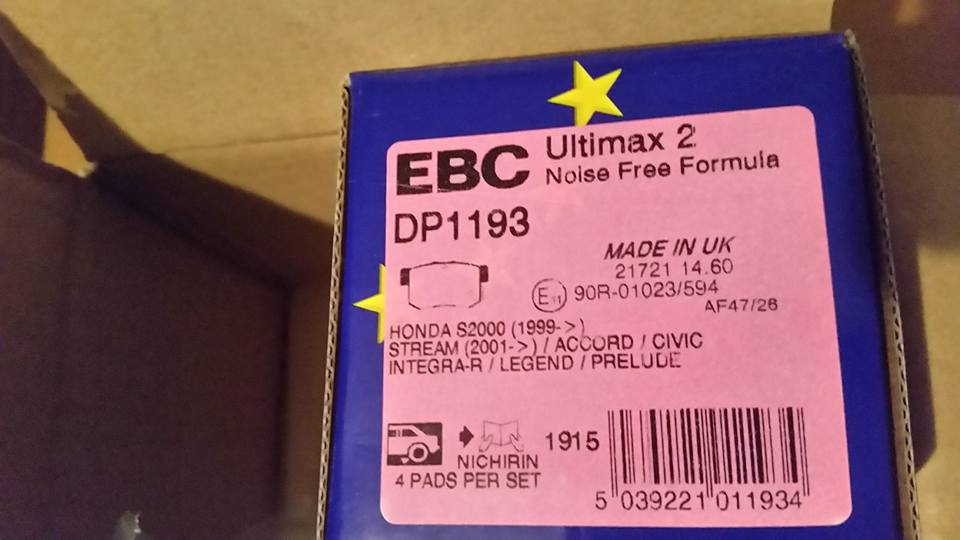 EBC Ultimax 2
Noise Free Formula
DP1193
MADE IN UK
21721 14.60
E11 90R-01023/594
AF47/26
HONDA S2000 (1999->)
STREAM (2001->) / ACCORD / CIVIC
INTEGRA-R / LEGEND / PRELUDE
1915
NICHIRIN
4 PADS PER SET
5 039221 011934